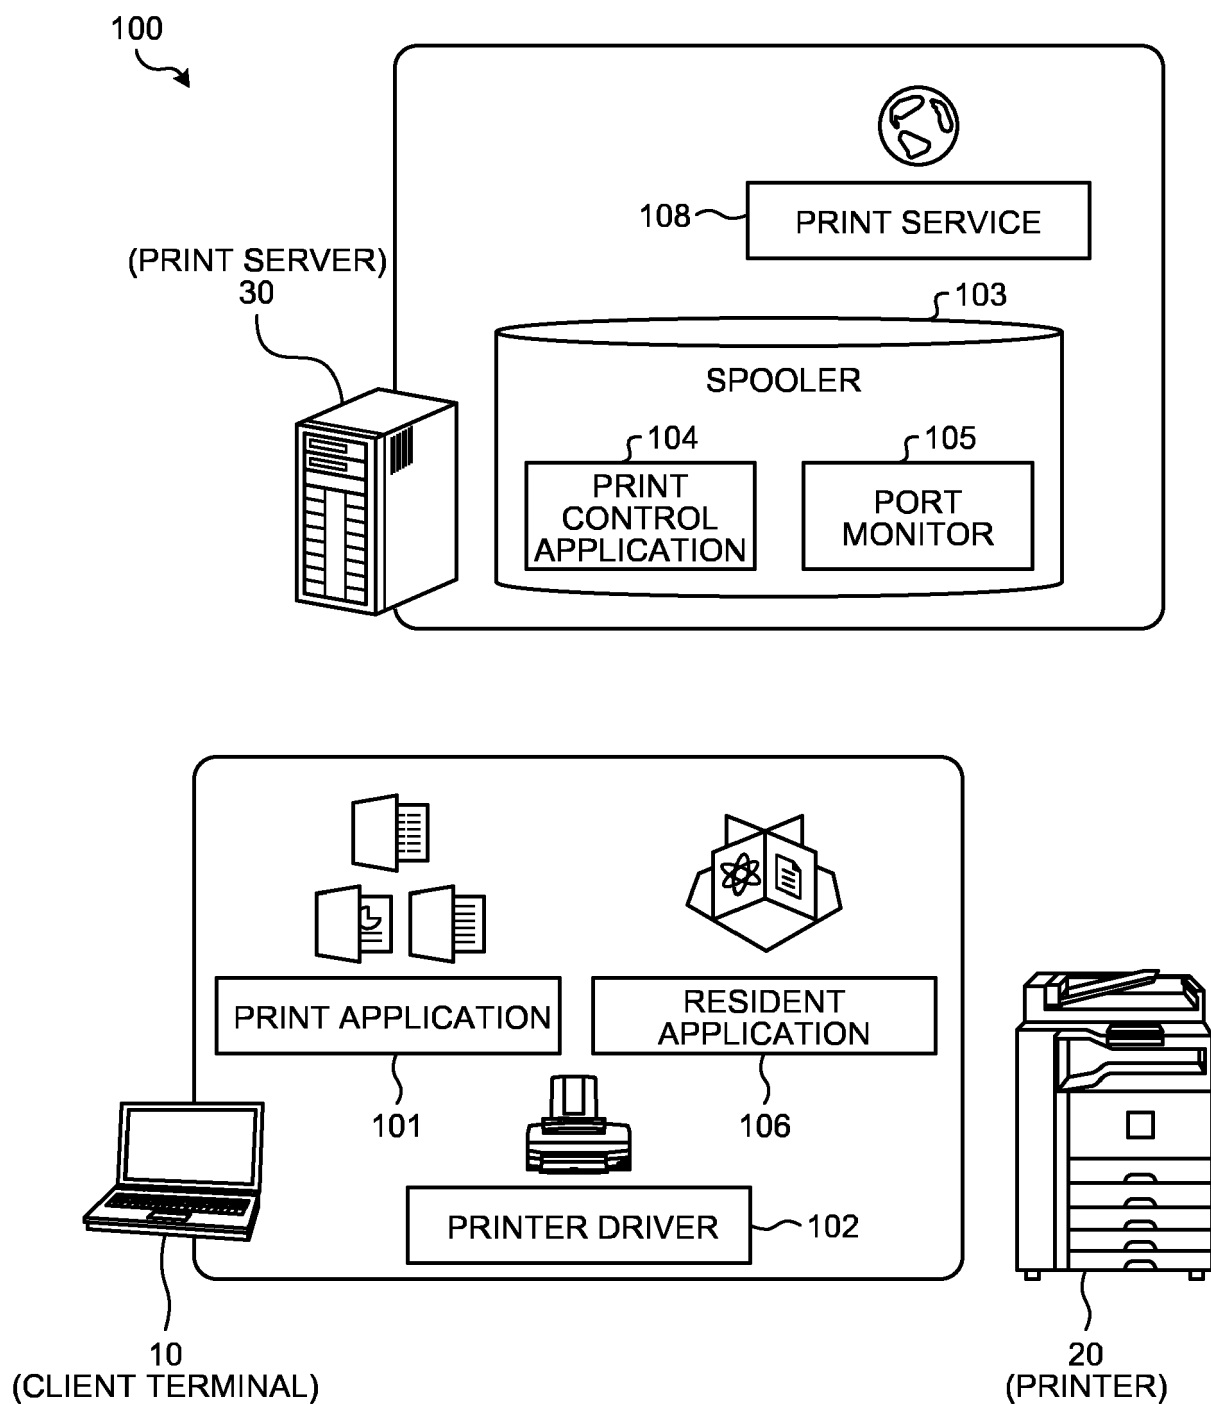 100
108
PRINT SERVICE
(PRINT SERVER)
30
103
SPOOLER
104
105
PRINT
CONTROL
APPLICATION
PORT
MONITOR
PRINT APPLICATION
RESIDENT
APPLICATION
101
106
PRINTER DRIVER
102
10
(CLIENT TERMINAL)
20
(PRINTER)